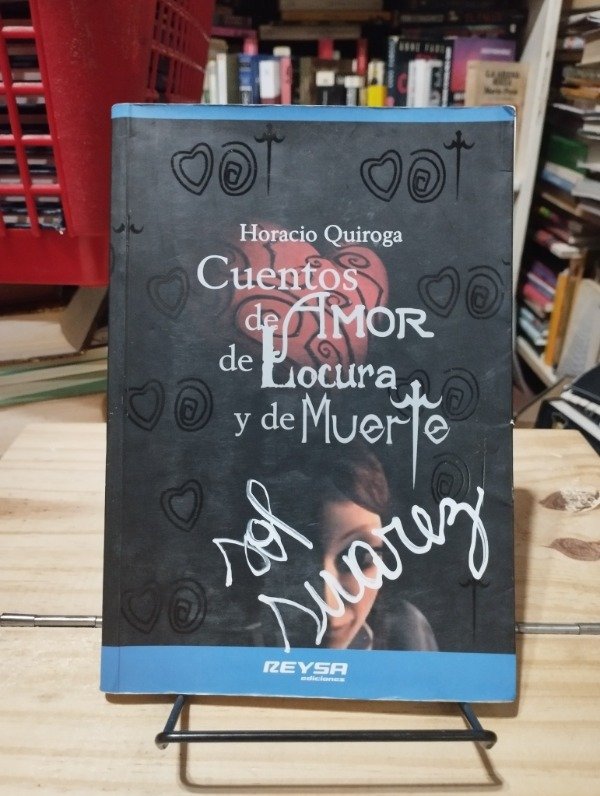 Horacio Quiroga
Cuentos
de AMOR
de Locura
y de Muerte
sol
suarez
REYSA
ediciones